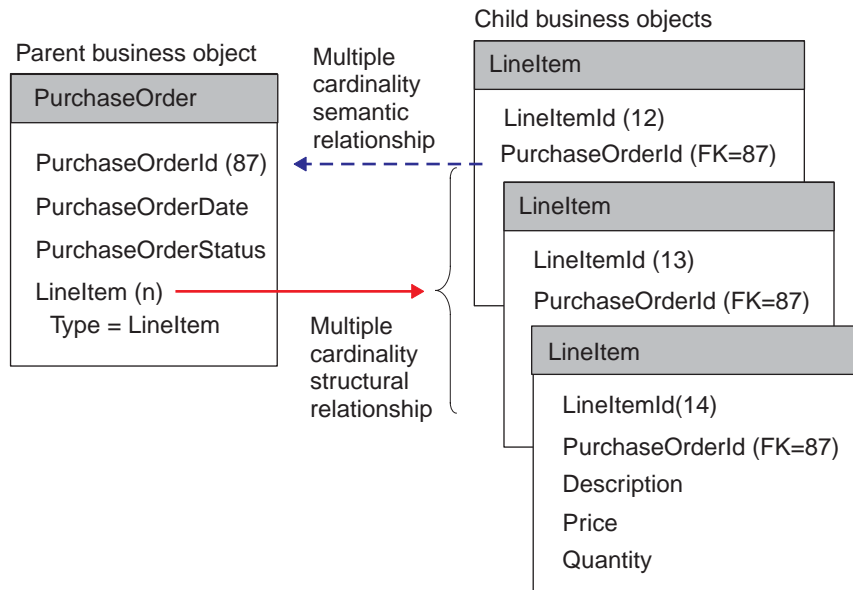 Parent business object
PurchaseOrder
PurchaseOrderId (87)
PurchaseOrderDate
PurchaseOrderStatus
LineItem (n)
Type = LineItem
Multiple
cardinality
semantic
relationship
Multiple
cardinality
structural
relationship
Child business objects
LineItem
LineItemId (12)
PurchaseOrderId (FK=87)
LineItem
LineItemId (13)
PurchaseOrderId (FK=87)
LineItem
LineItemId(14)
PurchaseOrderId (FK=87)
Description
Price
Quantity